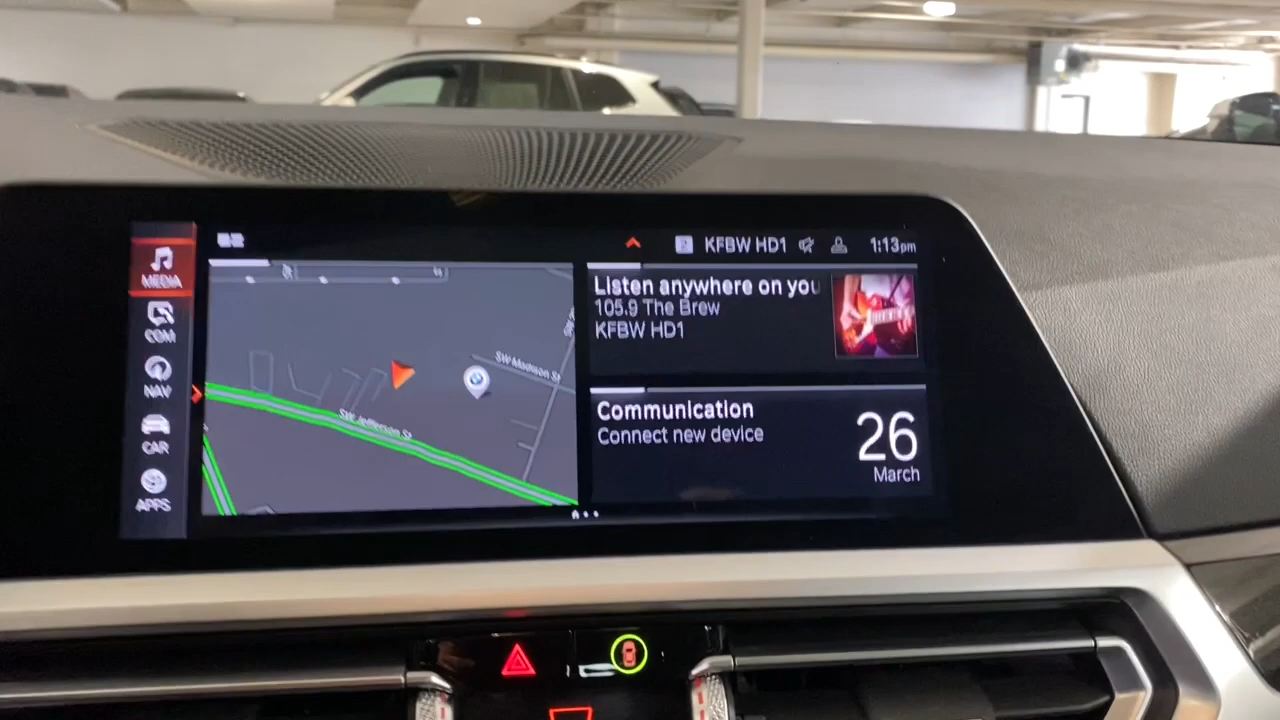 KFBW HD1
1:13pm
MEDIA
COM
NAV
CAR
APPS
SW Madison St
SW Jefferson St
Listen anywhere on you
105.9 The Brew
KFBW HD1
Communication
Connect new device
26
March